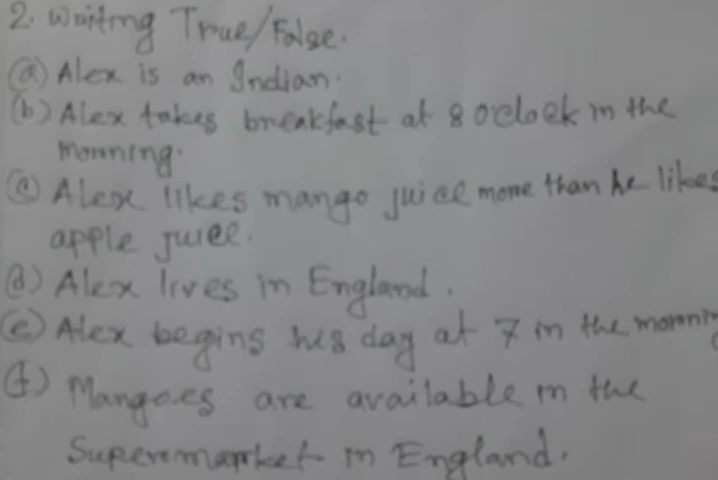 2. Writing True/False.
(a) Alex is an Indian.
(b) Alex takes breakfast at 8 o'clock in the
morning.
(c) Alex likes mango juice more than he likes
apple juice.
(d) Alex lives in England.
(e) Alex begins his day at 7 in the morning
(f) Mangoes are available in the
Supermarket in England.